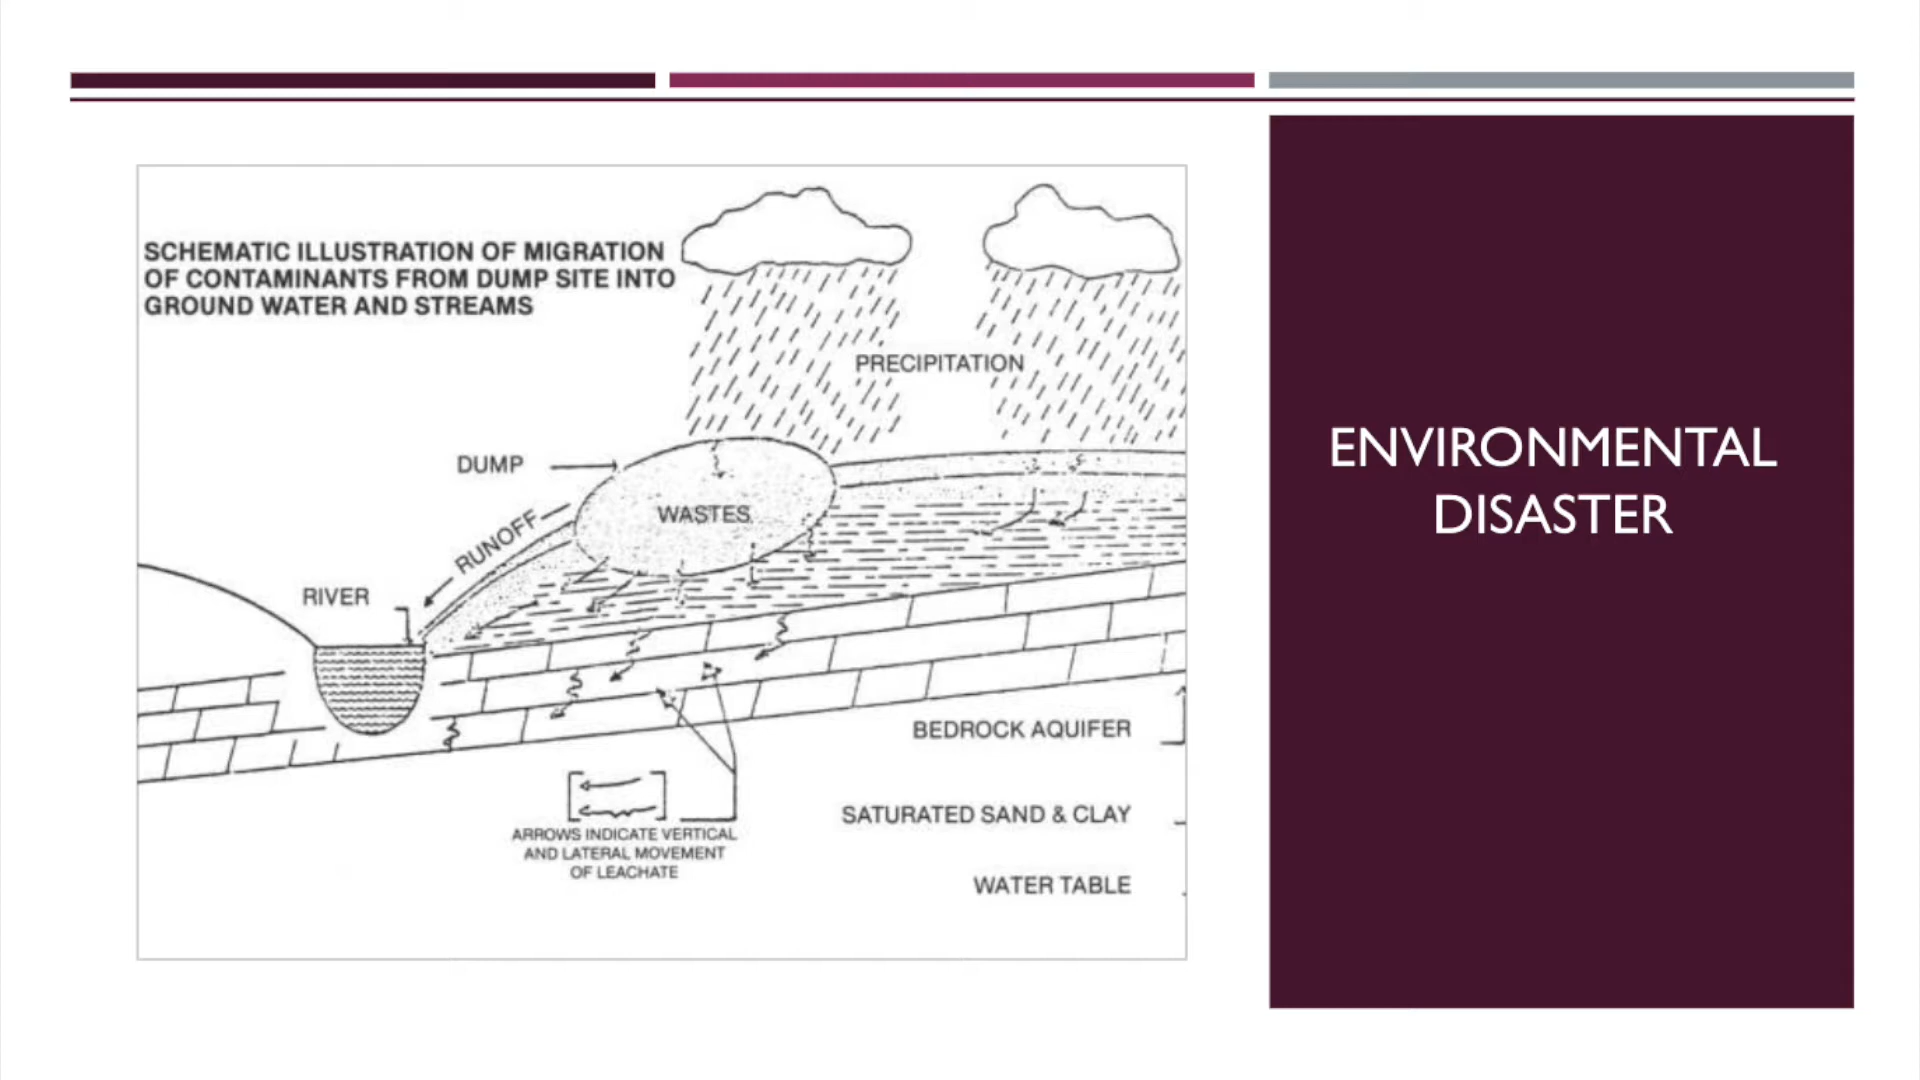 SCHEMATIC ILLUSTRATION OF MIGRATION
OF CONTAMINANTS FROM DUMP SITE INTO
GROUND WATER AND STREAMS
PRECIPITATION
DUMP
WASTES
RUNOFF
RIVER
BEDROCK AQUIFER
SATURATED SAND & CLAY
WATER TABLE
ARROWS INDICATE VERTICAL
AND LATERAL MOVEMENT
OF LEACHATE
ENVIRONMENTAL
DISASTER